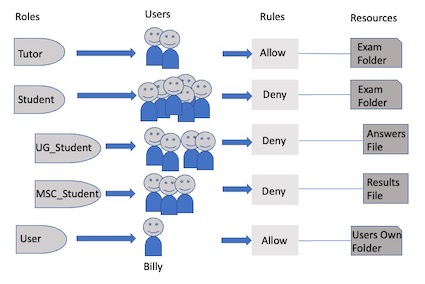 Roles Users Rules Resources
Tutor Allow Exam
Folder
Student Deny Exam
Folder
UG_Student Deny Answers
File
MSC_Student Deny Results
File
User Allow Users Own
Folder
Billy